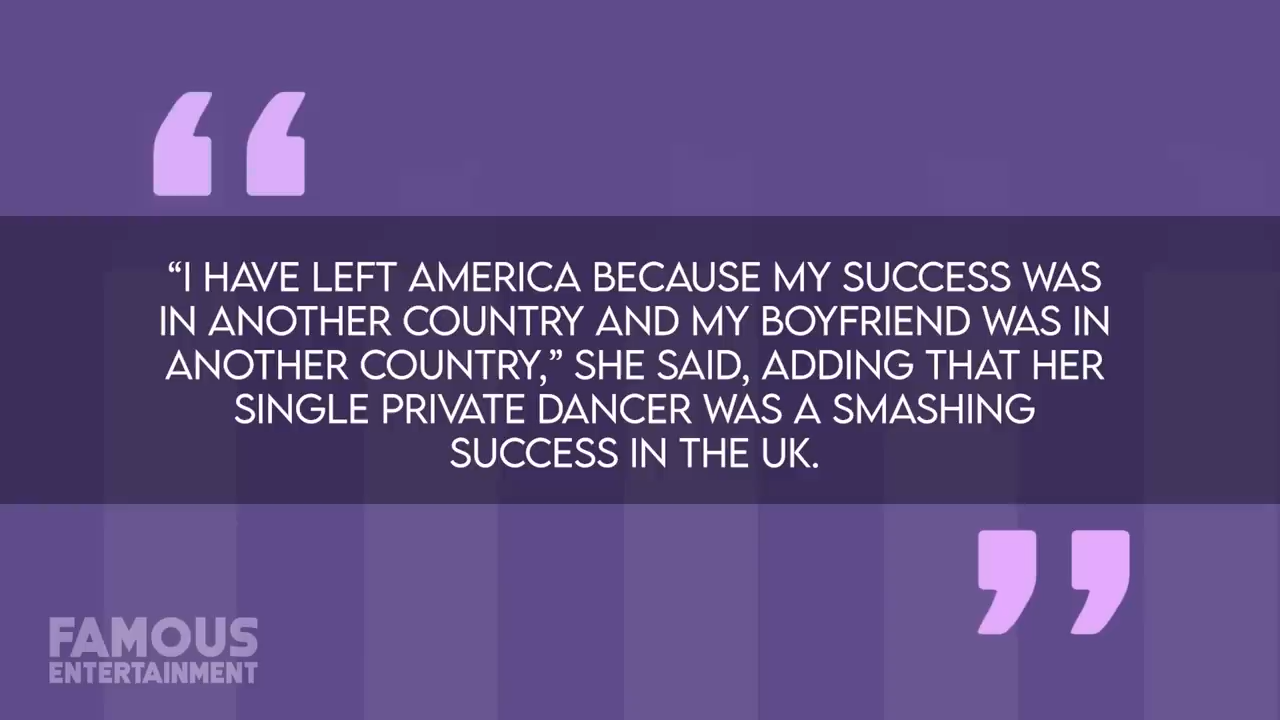 “I HAVE LEFT AMERICA BECAUSE MY SUCCESS WAS
IN ANOTHER COUNTRY AND MY BOYFRIEND WAS IN
ANOTHER COUNTRY,” SHE SAID, ADDING THAT HER
SINGLE PRIVATE DANCER WAS A SMASHING
SUCCESS IN THE UK.
FAMOUS
ENTERTAINMENT